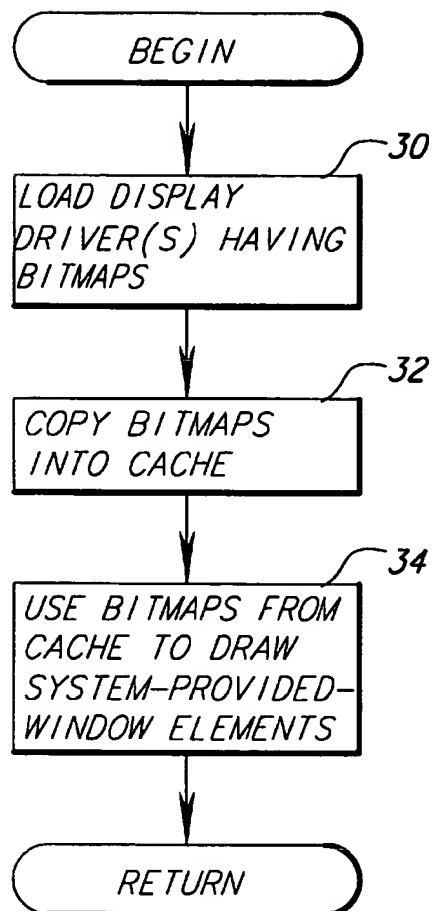 BEGIN
30
LOAD DISPLAY
DRIVER(S) HAVING
BITMAPS
32
COPY BITMAPS
INTO CACHE
34
USE BITMAPS FROM
CACHE TO DRAW
SYSTEM-PROVIDED-
WINDOW ELEMENTS
RETURN